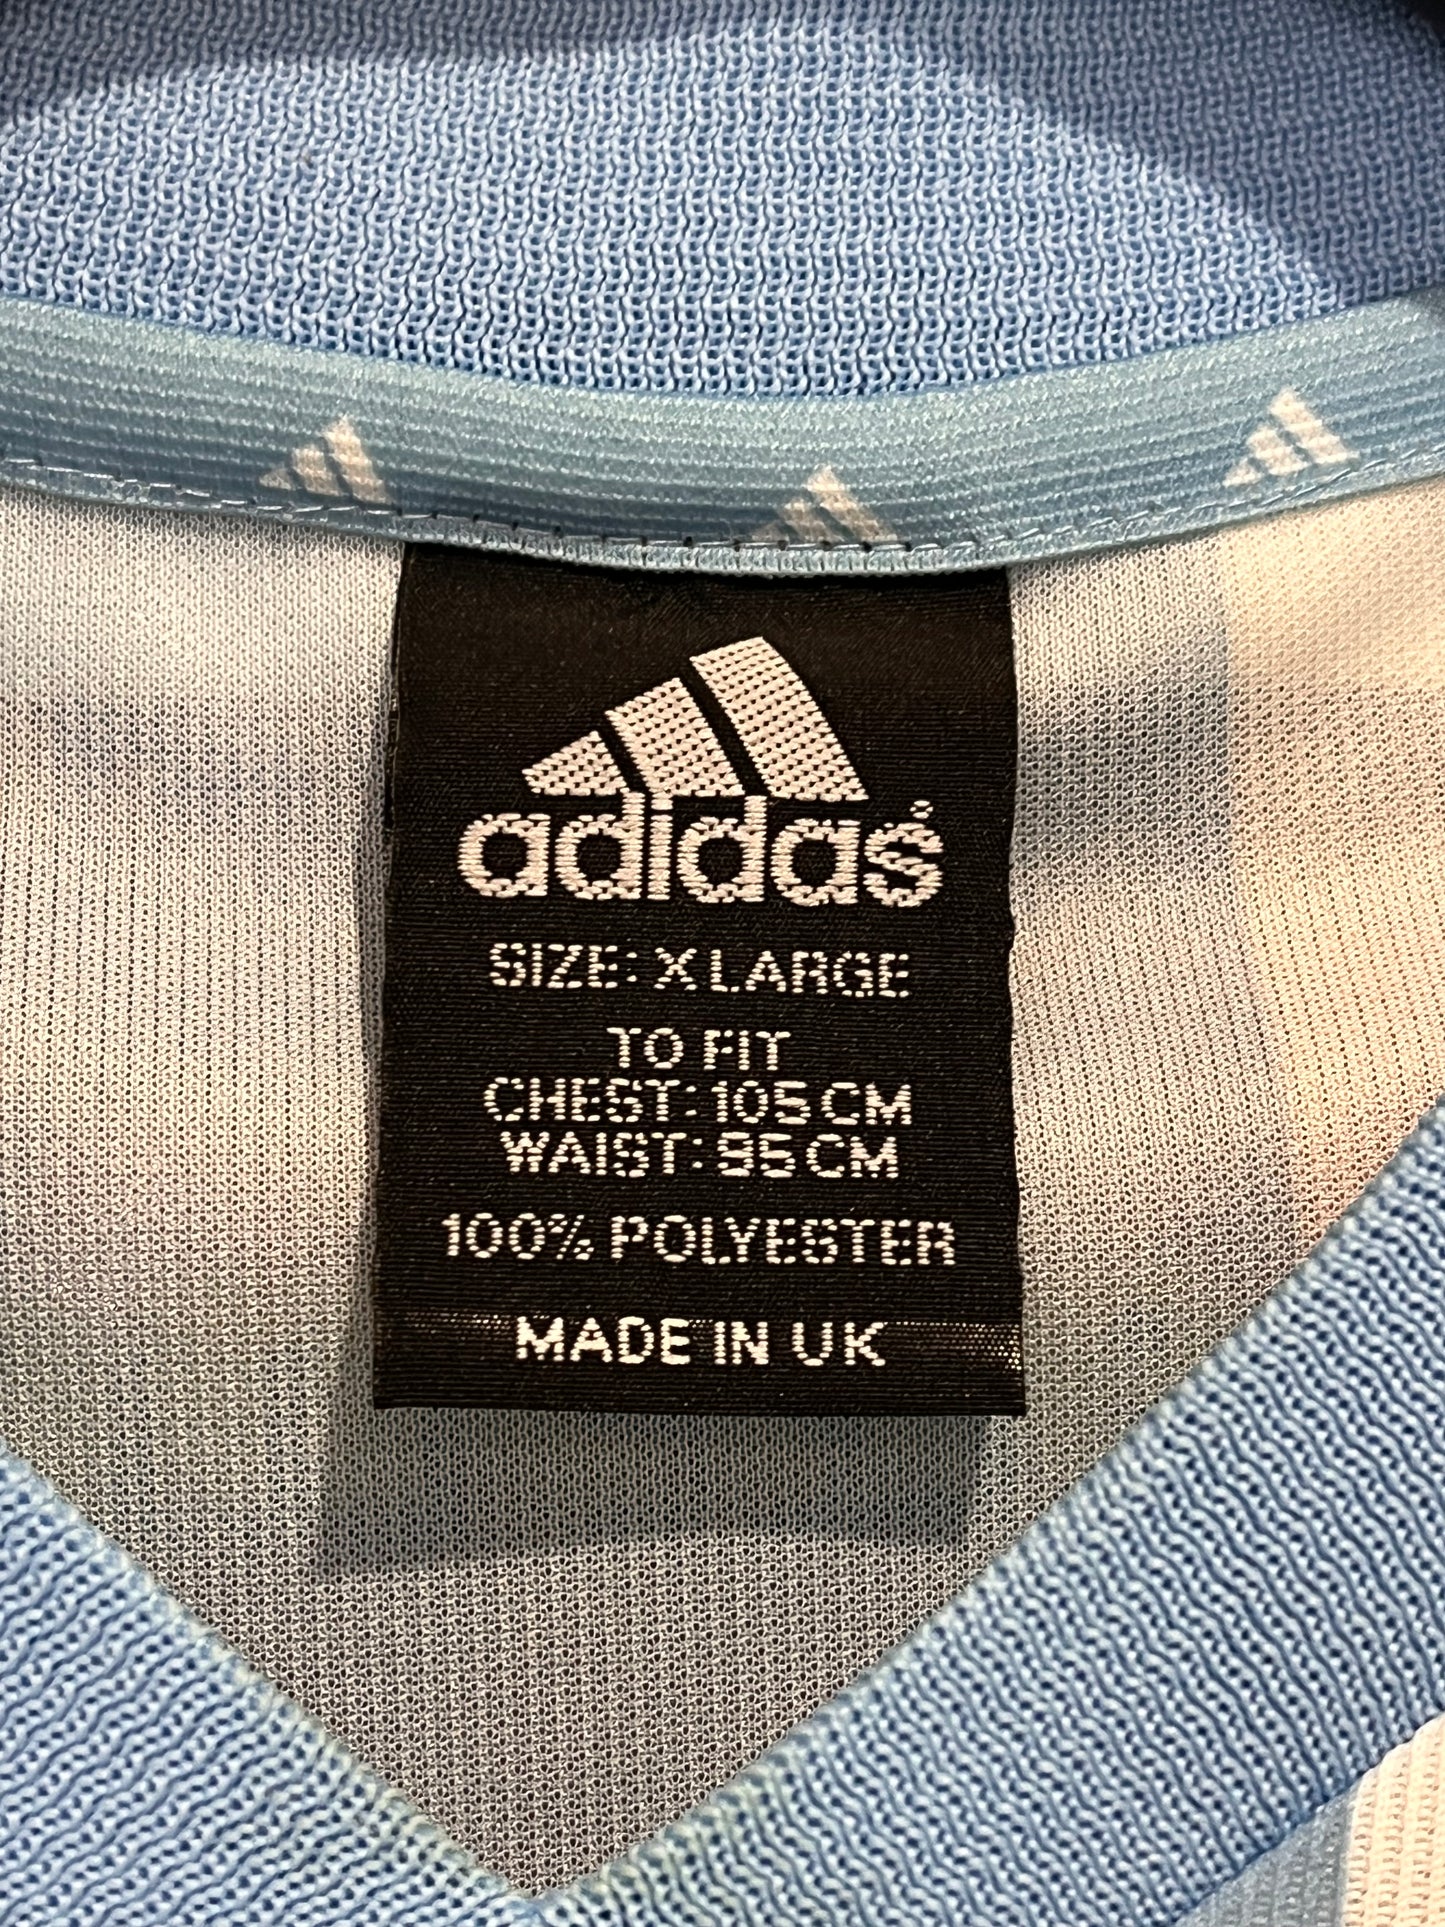 adidas
SIZE: X LARGE
TO FIT
CHEST: 105 CM
WAIST: 95 CM
100% POLYESTER
MADE IN UK